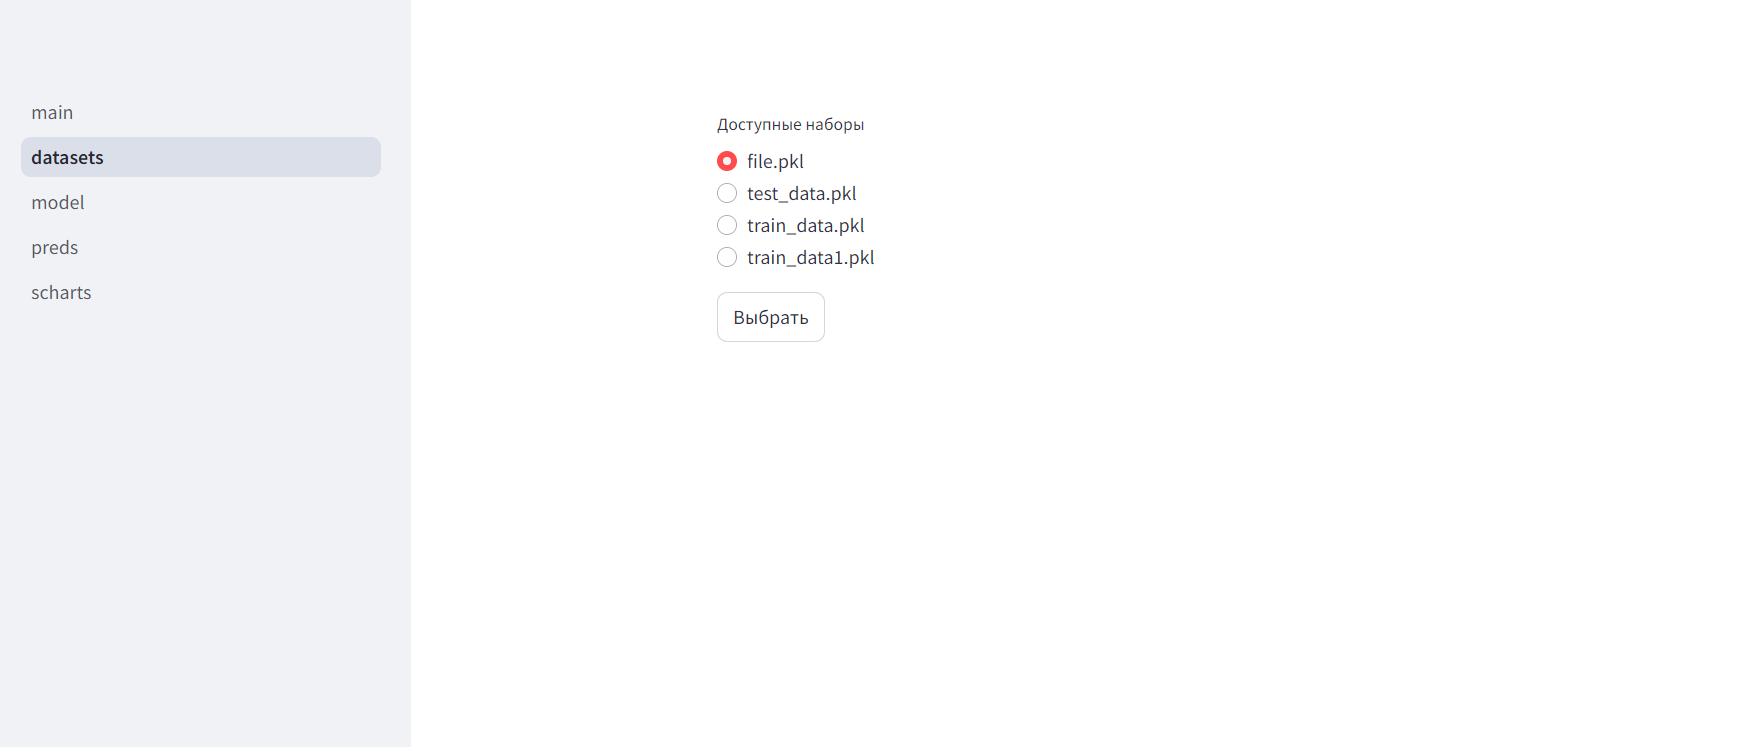 main
datasets
model
preds
scharts
Доступные наборы
file.pkl
test_data.pkl
train_data.pkl
train_data1.pkl
Выбрать